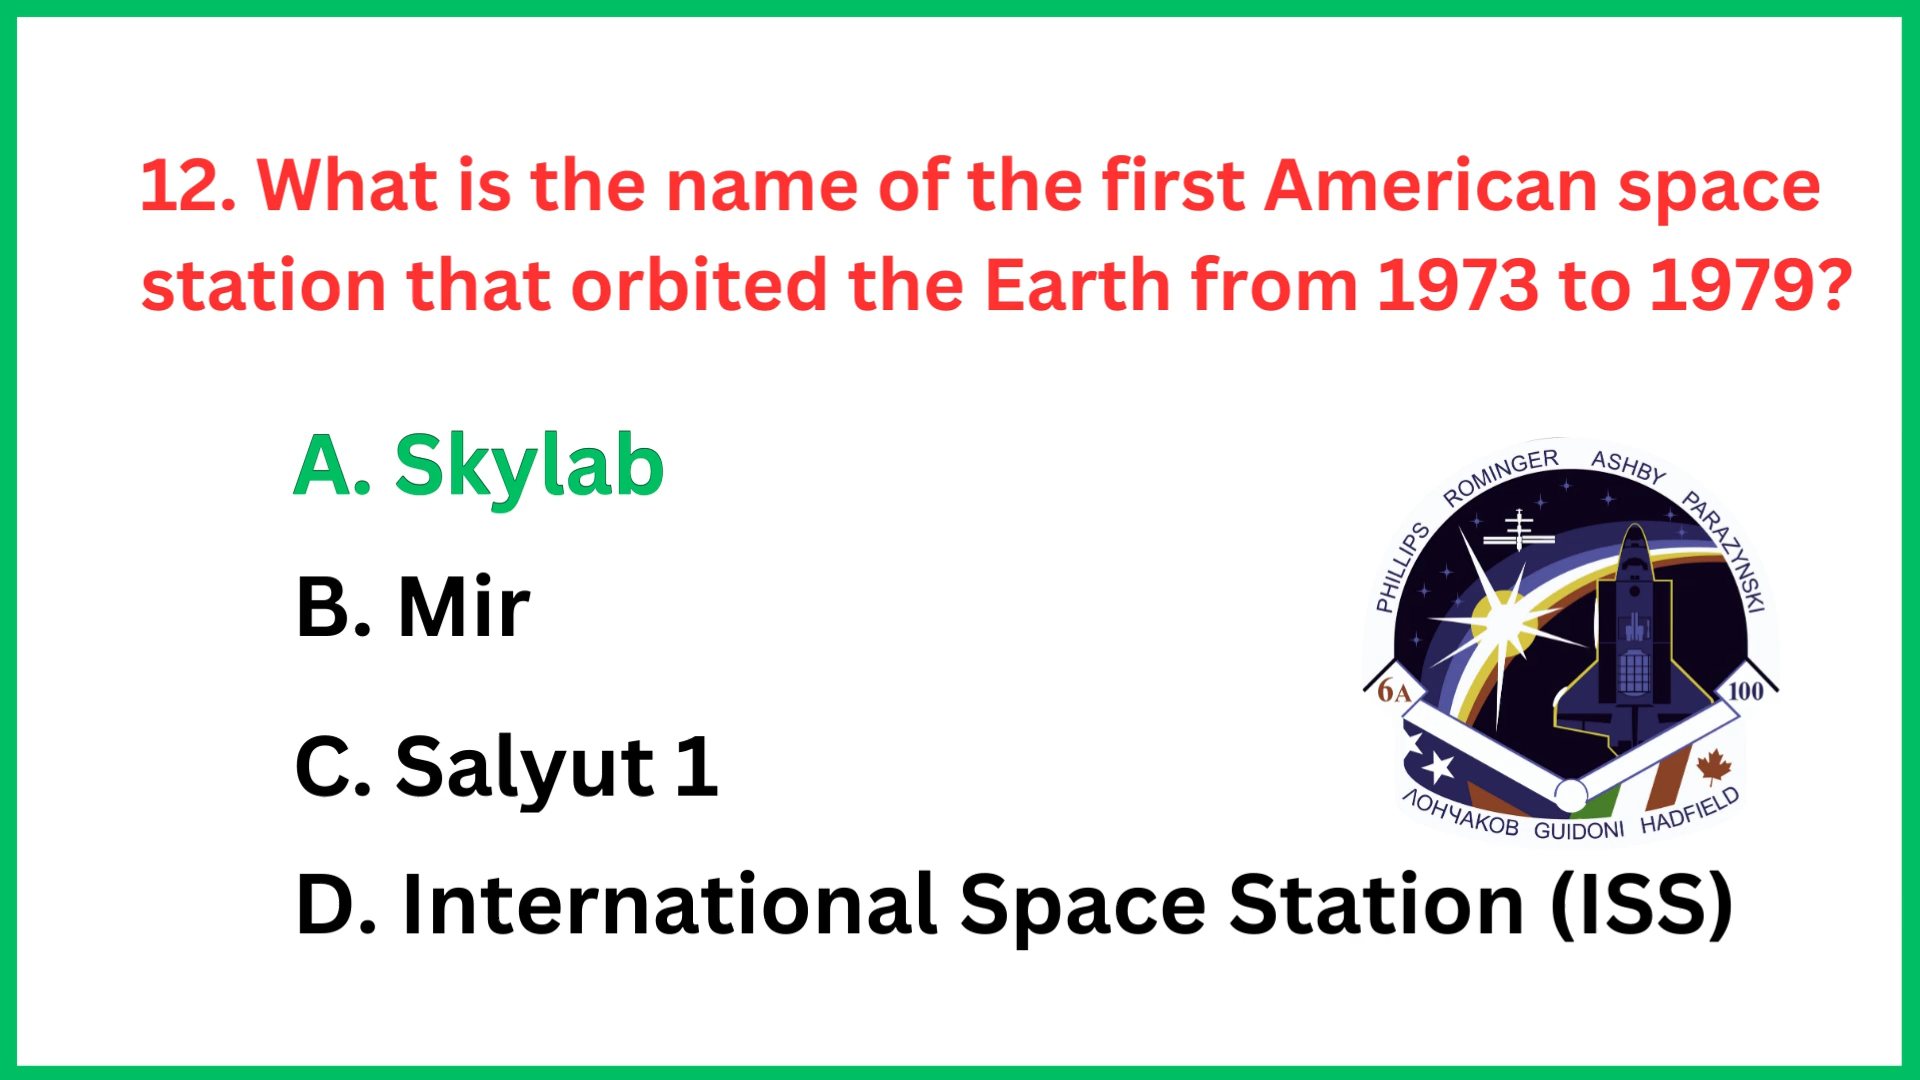 12. What is the name of the first American space
station that orbited the Earth from 1973 to 1979?
A. Skylab
B. Mir
C. Salyut 1
D. International Space Station (ISS)
PHILLIPS ROMINGER ASHBY PARAZYNSKI
6A
100
ЛОНЧАКОВ GUIDONI HADFIELD